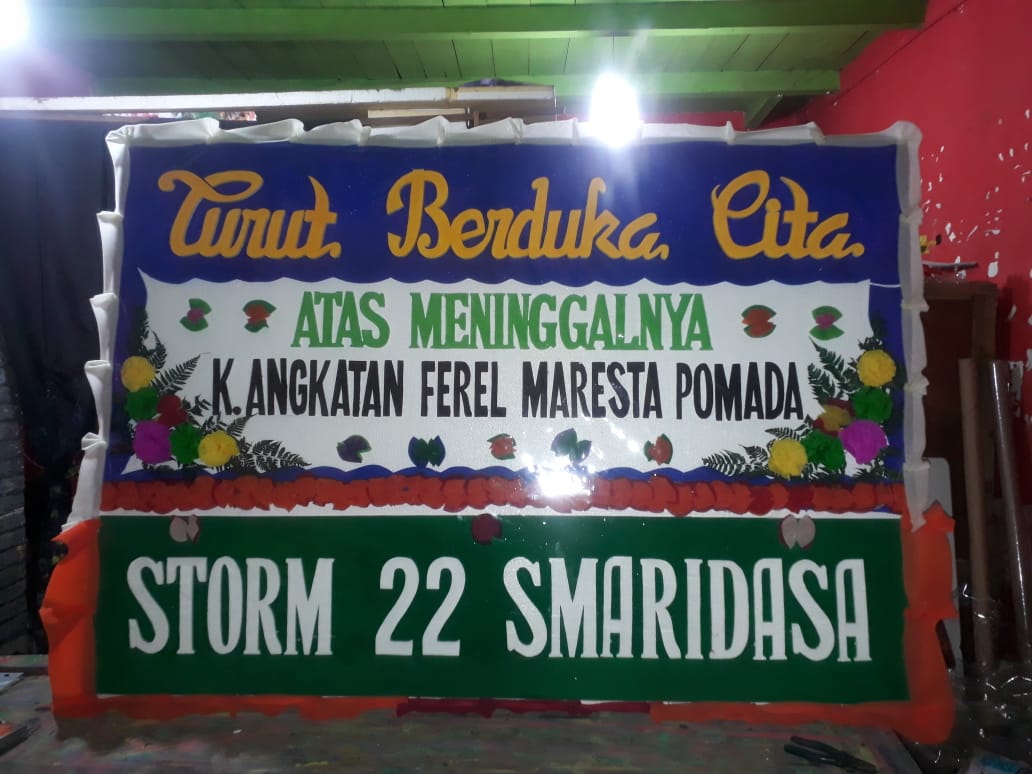 Turut. Berduka. Cita.
ATAS MENINGGALNYA
K. ANGKATAN FEREL MARESTA POMADA
STORM 22 SMARIDASA